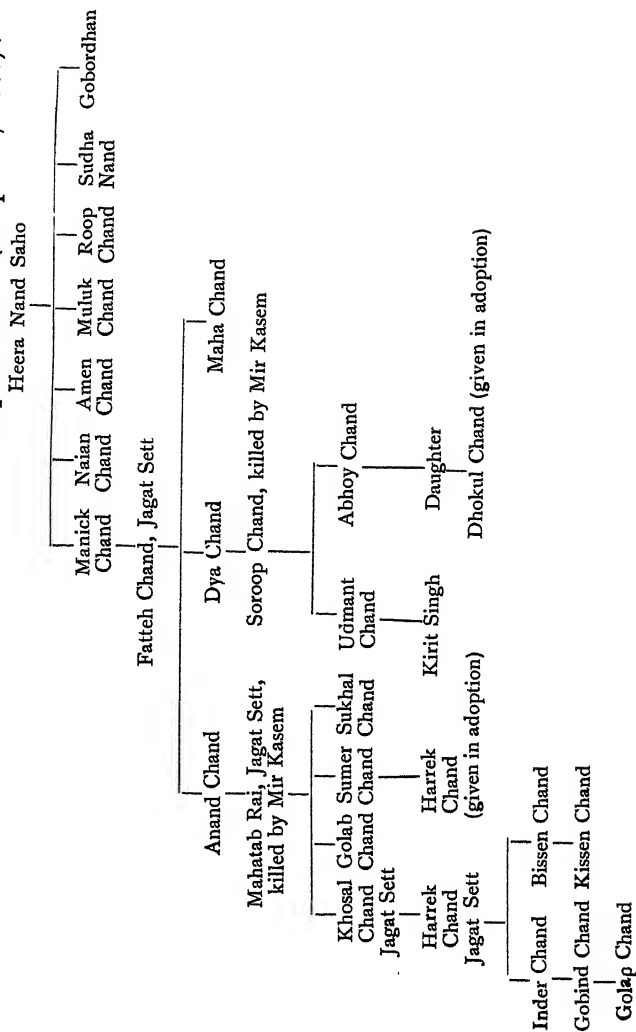 Heera Nand Saho
Manick Chand
Naian Chand
Amen Chand
Muluk Chand
Roop Chand
Sudha Nand
Gobordhan
Fatteh Chand, Jagat Sett
Anand Chand
Dya Chand
Maha Chand
Mahatab Rai, Jagat Sett,
killed by Mir Kasem
Soroop Chand, killed by Mir Kasem
Khosal Chand Jagat Sett
Golab Chand
Sumer Chand
Sukhal Chand
Udmant Chand
Abhoy Chand
Harrek Chand Jagat Sett
Harrek Chand (given in adoption)
Kirit Singh
Daughter
Dhokul Chand (given in adoption)
Inder Chand
Bissen Chand
Gobind Chand
Kissen Chand
Golap Chand